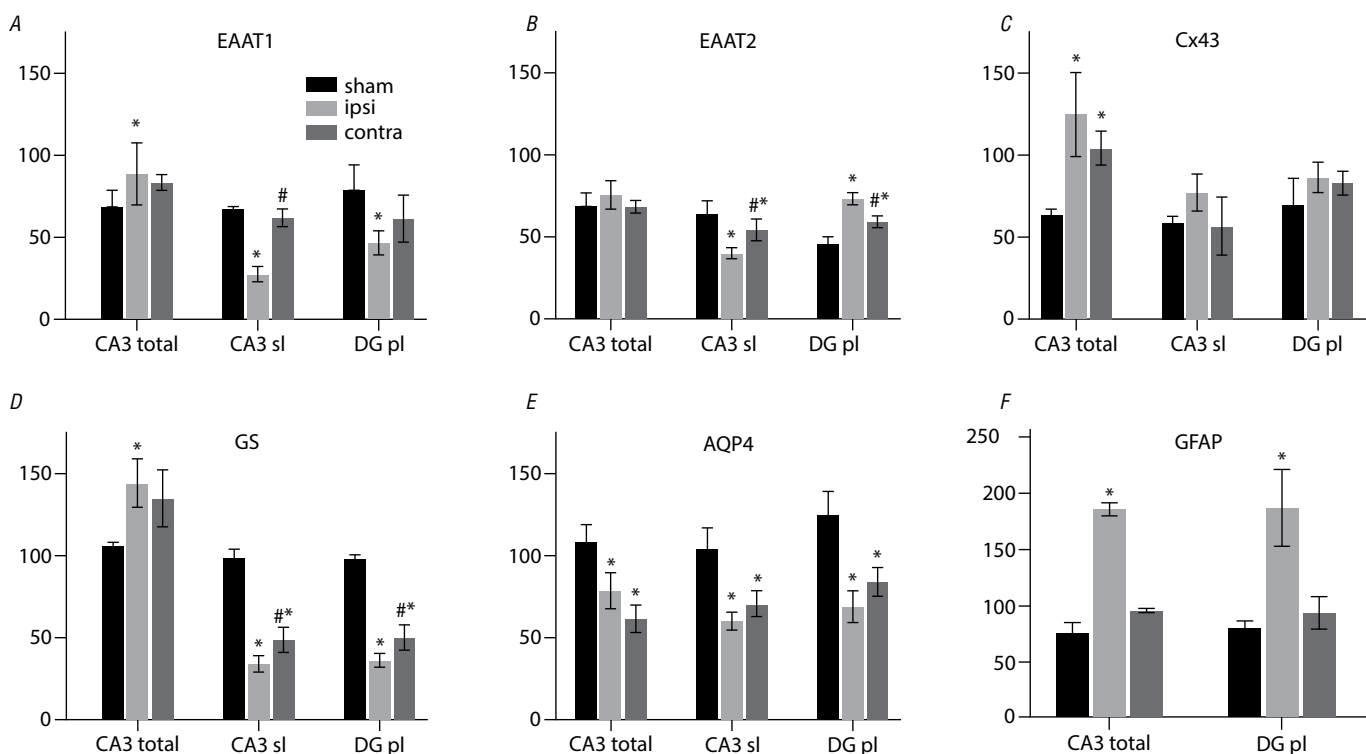 A
EAAT1
150
100
50
0
sham
ipsi
contra
*
*
#
*
CA3 total
CA3 sl
DG pl
B
EAAT2
150
100
50
0
*
#*
*
#*
CA3 total
CA3 sl
DG pl
C
Cx43
150
100
50
0
*
*
CA3 total
CA3 sl
DG pl
D
GS
150
100
50
0
*
*
#*
*
#*
CA3 total
CA3 sl
DG pl
E
AQP4
150
100
50
0
*
*
*
*
*
*
CA3 total
CA3 sl
DG pl
F
GFAP
250
200
150
100
50
0
*
*
CA3 total
DG pl